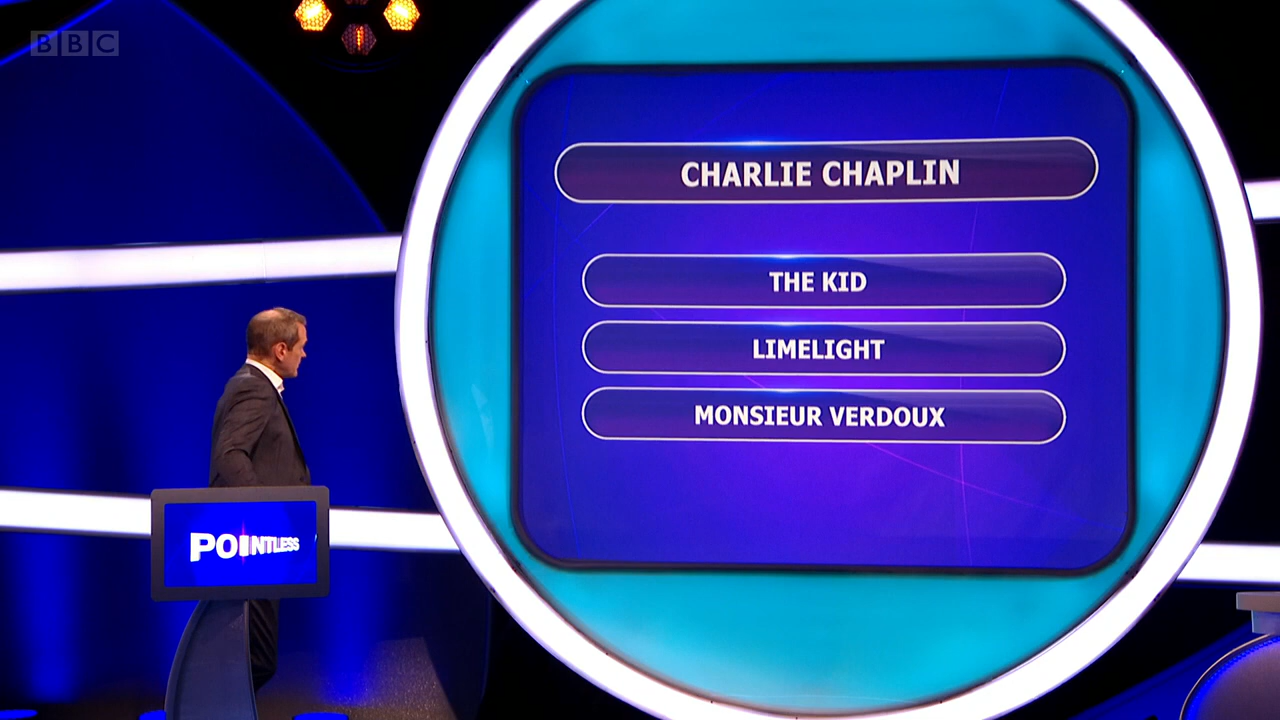 BBC
CHARLIE CHAPLIN
THE KID
LIMELIGHT
MONSIEUR VERDOUX
POINTLESS